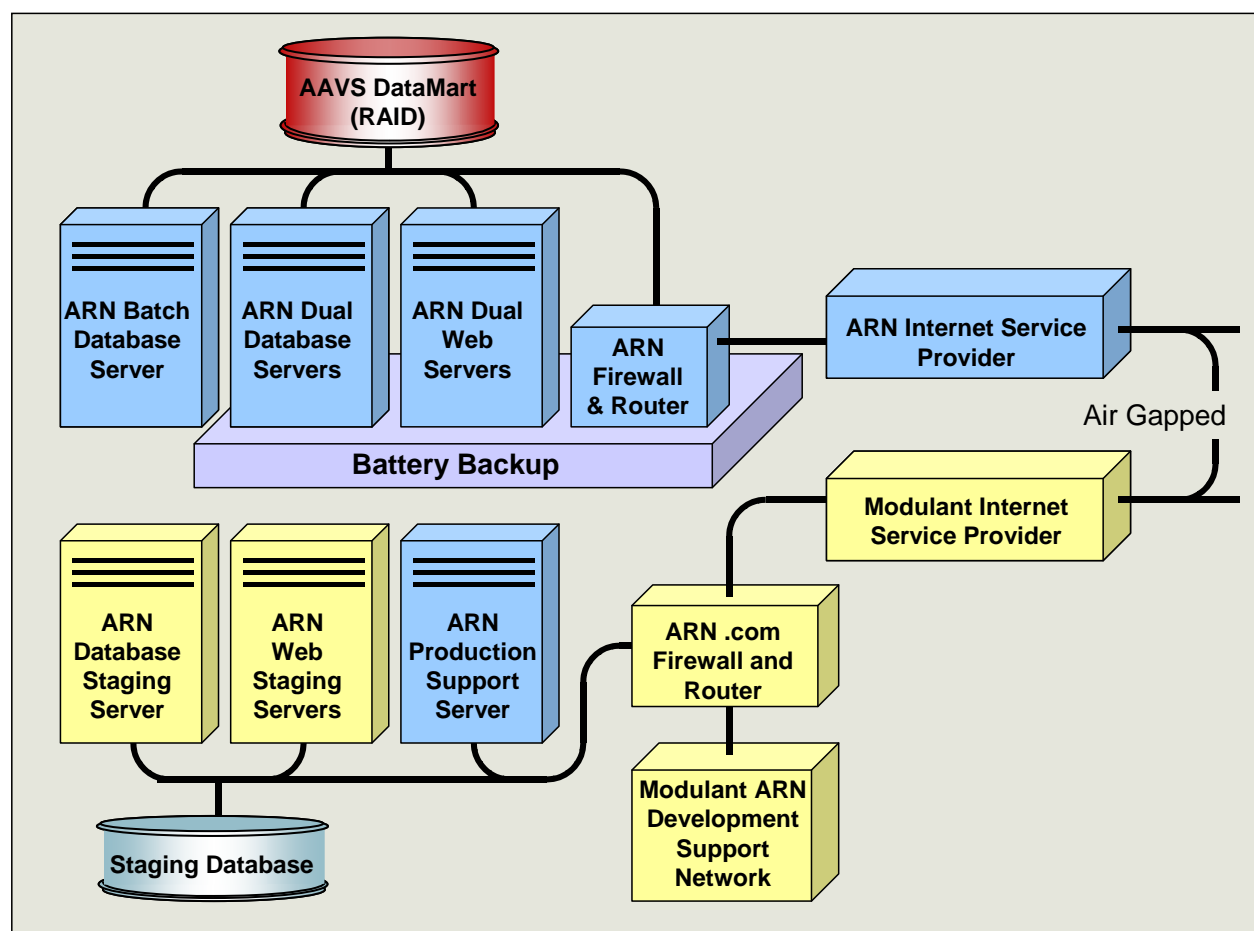 AAVS DataMart
(RAID)
ARN Batch
Database
Server
ARN Dual
Database
Servers
ARN Dual
Web
Servers
ARN
Firewall
& Router
ARN Internet Service
Provider
Air Gapped
Battery Backup
Modulant Internet
Service Provider
ARN
Database
Staging
Server
ARN
Web
Staging
Servers
ARN
Production
Support
Server
ARN .com
Firewall and
Router
Modulant ARN
Development
Support
Network
Staging Database